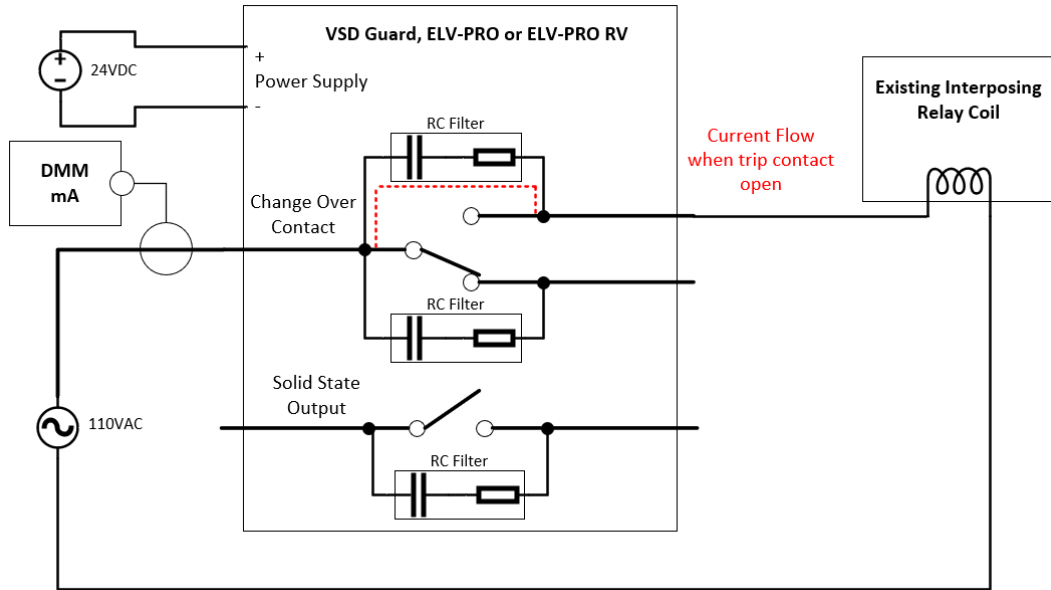 VSD Guard, ELV-PRO or ELV-PRO RV
+
Power Supply
-
24VDC
DMM
mA
RC Filter
Change Over
Contact
Current Flow
when trip contact
open
Existing Interposing
Relay Coil
RC Filter
Solid State
Output
110VAC
RC Filter